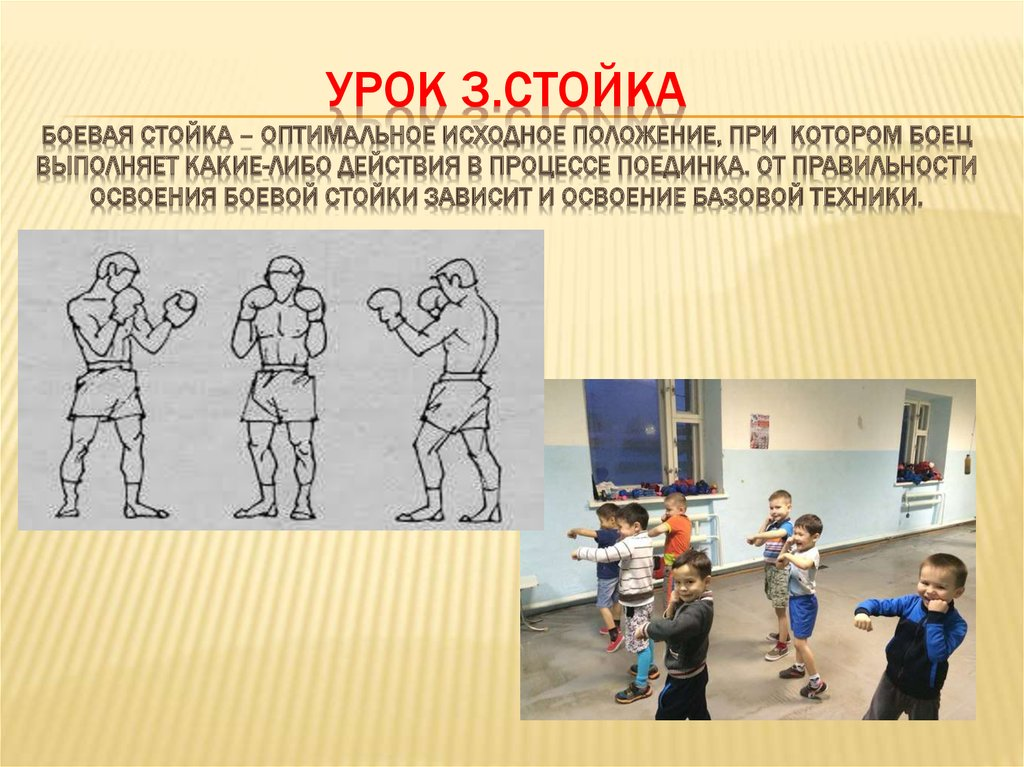 УРОК 3.СТОЙКА
БОЕВАЯ СТОЙКА – ОПТИМАЛЬНОЕ ИСХОДНОЕ ПОЛОЖЕНИЕ, ПРИ КОТОРОМ БОЕЦ
ВЫПОЛНЯЕТ КАКИЕ-ЛИБО ДЕЙСТВИЯ В ПРОЦЕССЕ ПОЕДИНКА. ОТ ПРАВИЛЬНОСТИ
ОСВОЕНИЯ БОЕВОЙ СТОЙКИ ЗАВИСИТ И ОСВОЕНИЕ БАЗОВОЙ ТЕХНИКИ.